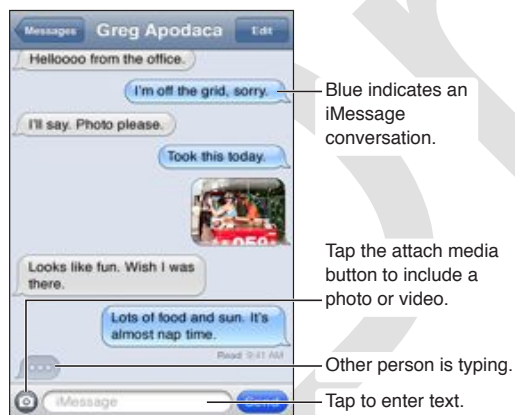 Messages Greg Apodaca Edit
Helloooo from the office.
I'm off the grid, sorry.
Blue indicates an
iMessage
conversation.
I'll say. Photo please.
Took this today.
Looks like fun. Wish I was
there.
Tap the attach media
button to include a
photo or video.
Lots of food and sun. It's
almost nap time.
Read 9:41 AM
Other person is typing.
iMessage Send
Tap to enter text.